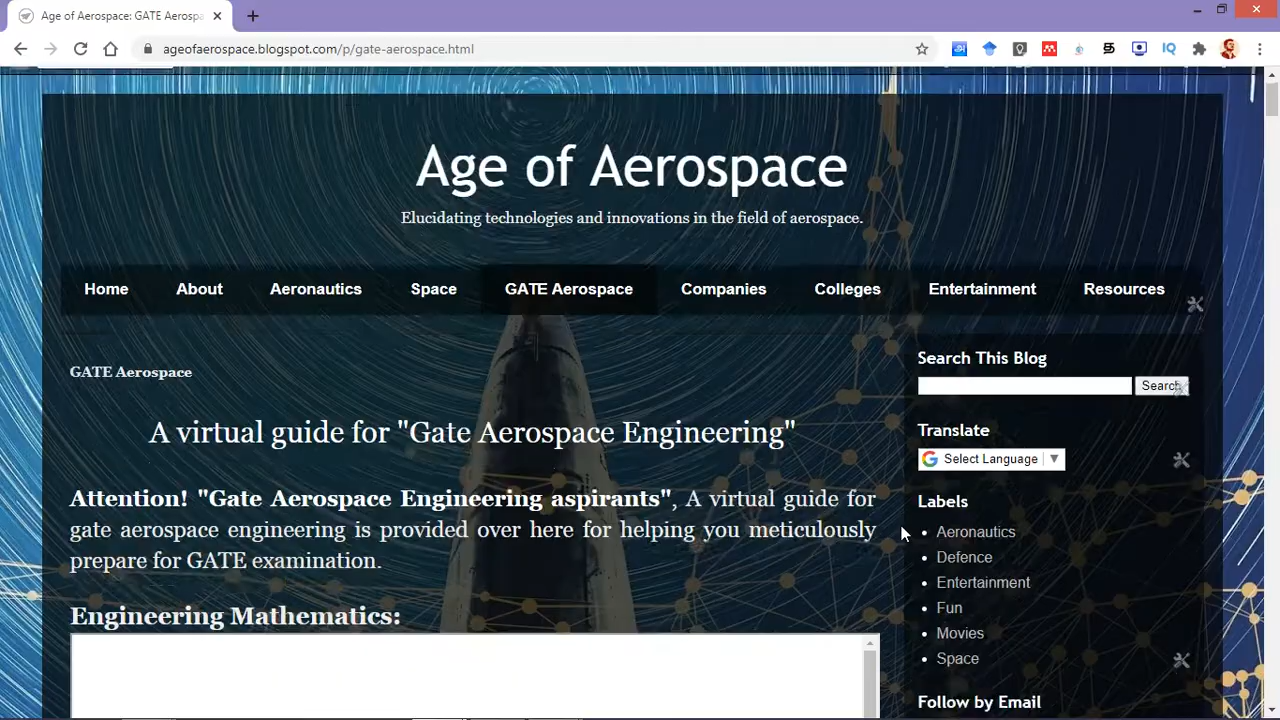 Age of Aerospace: GATE Aerospa
ageofaerospace.blogspot.com/p/gate-aerospace.html
IQ
Age of Aerospace
Elucidating technologies and innovations in the field of aerospace.
Home About Aeronautics Space GATE Aerospace Companies Colleges Entertainment Resources
GATE Aerospace
A virtual guide for "Gate Aerospace Engineering"
Attention! "Gate Aerospace Engineering aspirants", A virtual guide for
gate aerospace engineering is provided over here for helping you meticulously
prepare for GATE examination.
Engineering Mathematics:
Search This Blog
Search
Translate
G Select Language ▼
Labels
Aeronautics
Defence
Entertainment
Fun
Movies
Space
Follow by Email